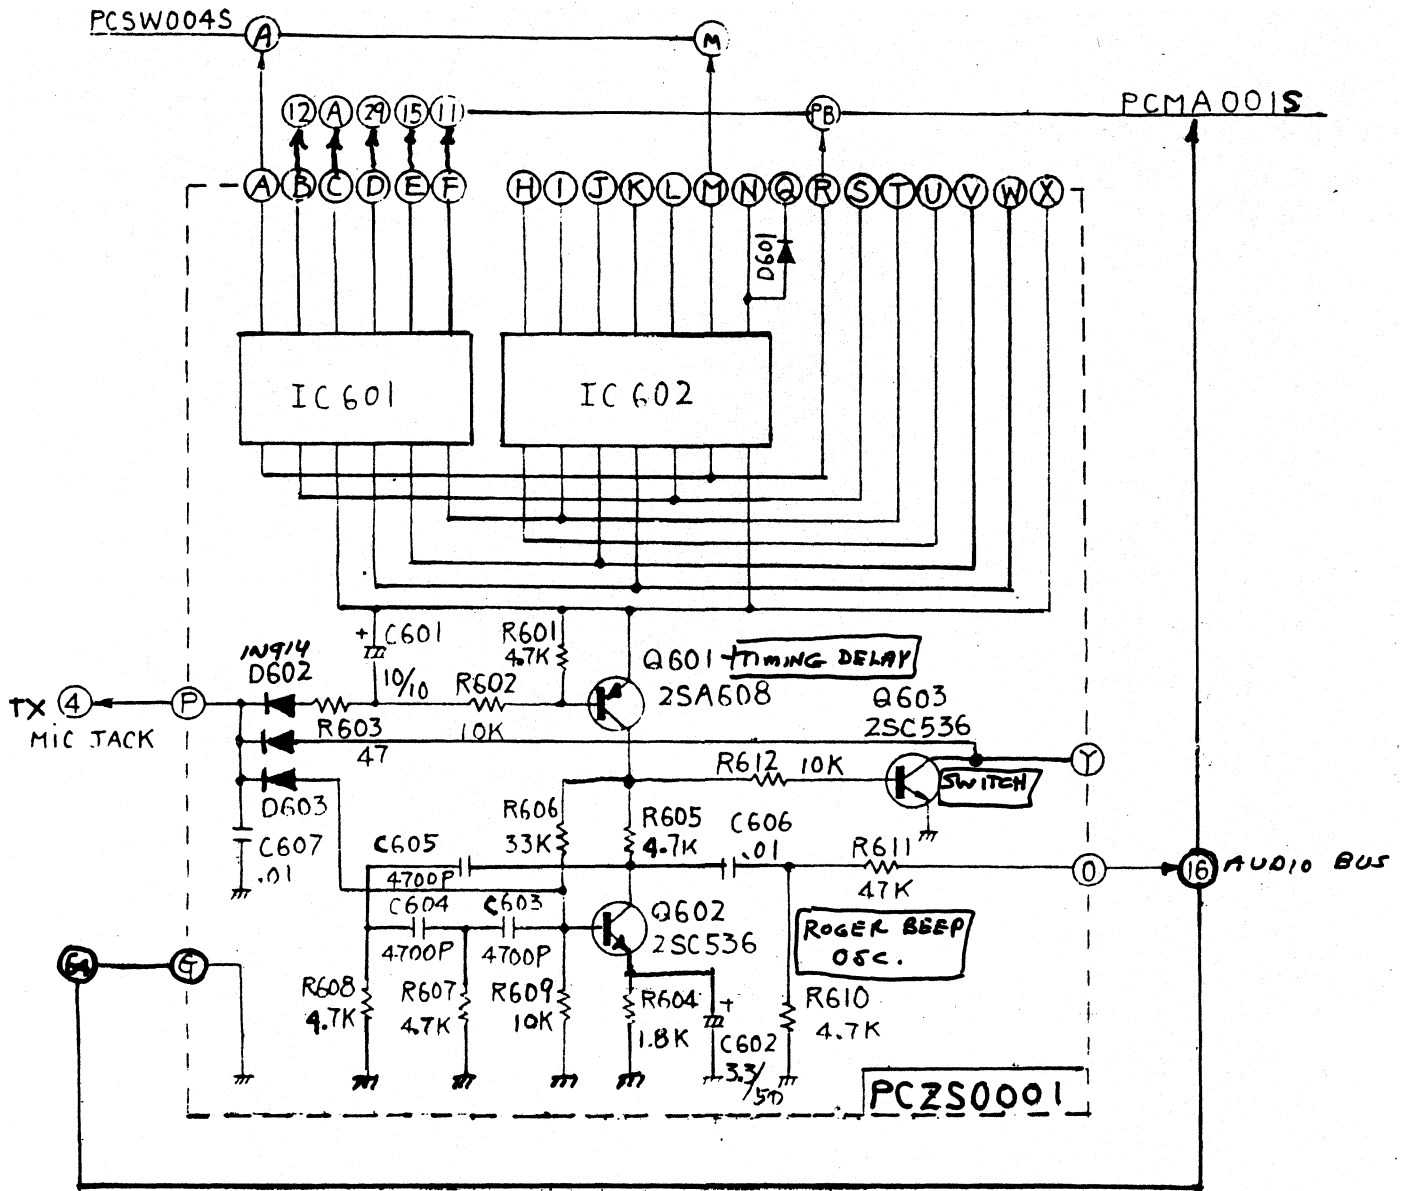 PCSW004S
A M
12 A 29 15 11 PB PCMA001S
A B C D E F H I J K L M N Q R S T U V W X
D601
IC601 IC602
IN914
D602
+ C601
10/10
R601
4.7K
Q601
2SA608
TIMING DELAY
R602
10K
Q603
2SC536
TX 4 P
MIC JACK
R603
47
R612 10K
SWITCH
Y
D603
C607
.01
C605
4700P
R606
33K
R605
4.7K
C606
.01
R611
47K
O 16 AUDIO BUS
C604
4700P
C603
4700P
Q602
2SC536
ROGER BEEP
OSC.
G
R608
4.7K
R607
4.7K
R609
10K
R604
1.8K
+
C602
3.3/50
R610
4.7K
PCZS0001